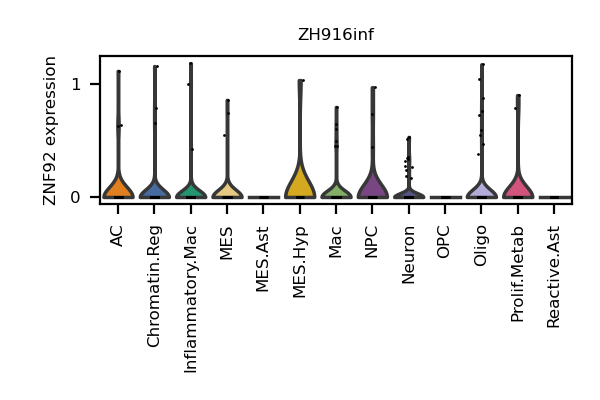 ZH916inf
ZNF92 expression
1
0
AC
Chromatin.Reg
Inflammatory.Mac
MES
MES.Ast
MES.Hyp
Mac
NPC
Neuron
OPC
Oligo
Prolif.Metab
Reactive.Ast